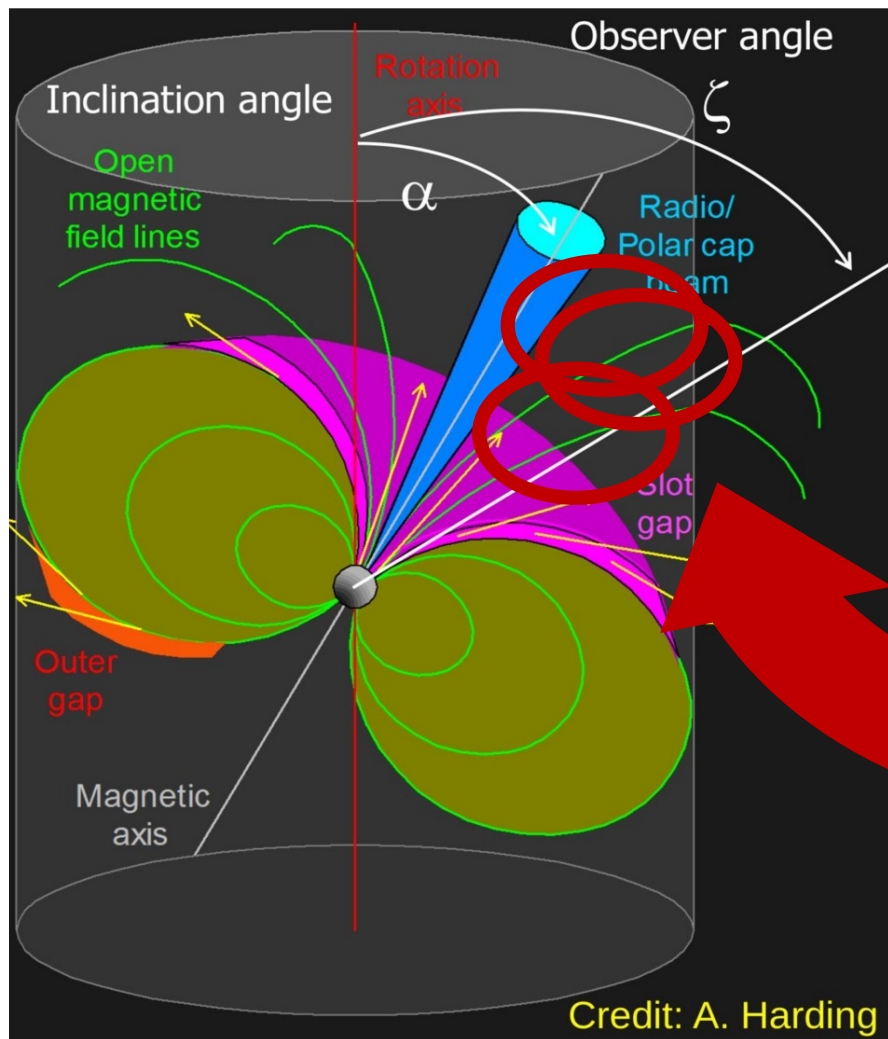 Observer angle
ζ
Rotation
axis
Inclination angle
α
Open
magnetic
field lines
Radio/
Polar cap
beam
Slot
gap
Outer
gap
Magnetic
axis
Credit: A. Harding